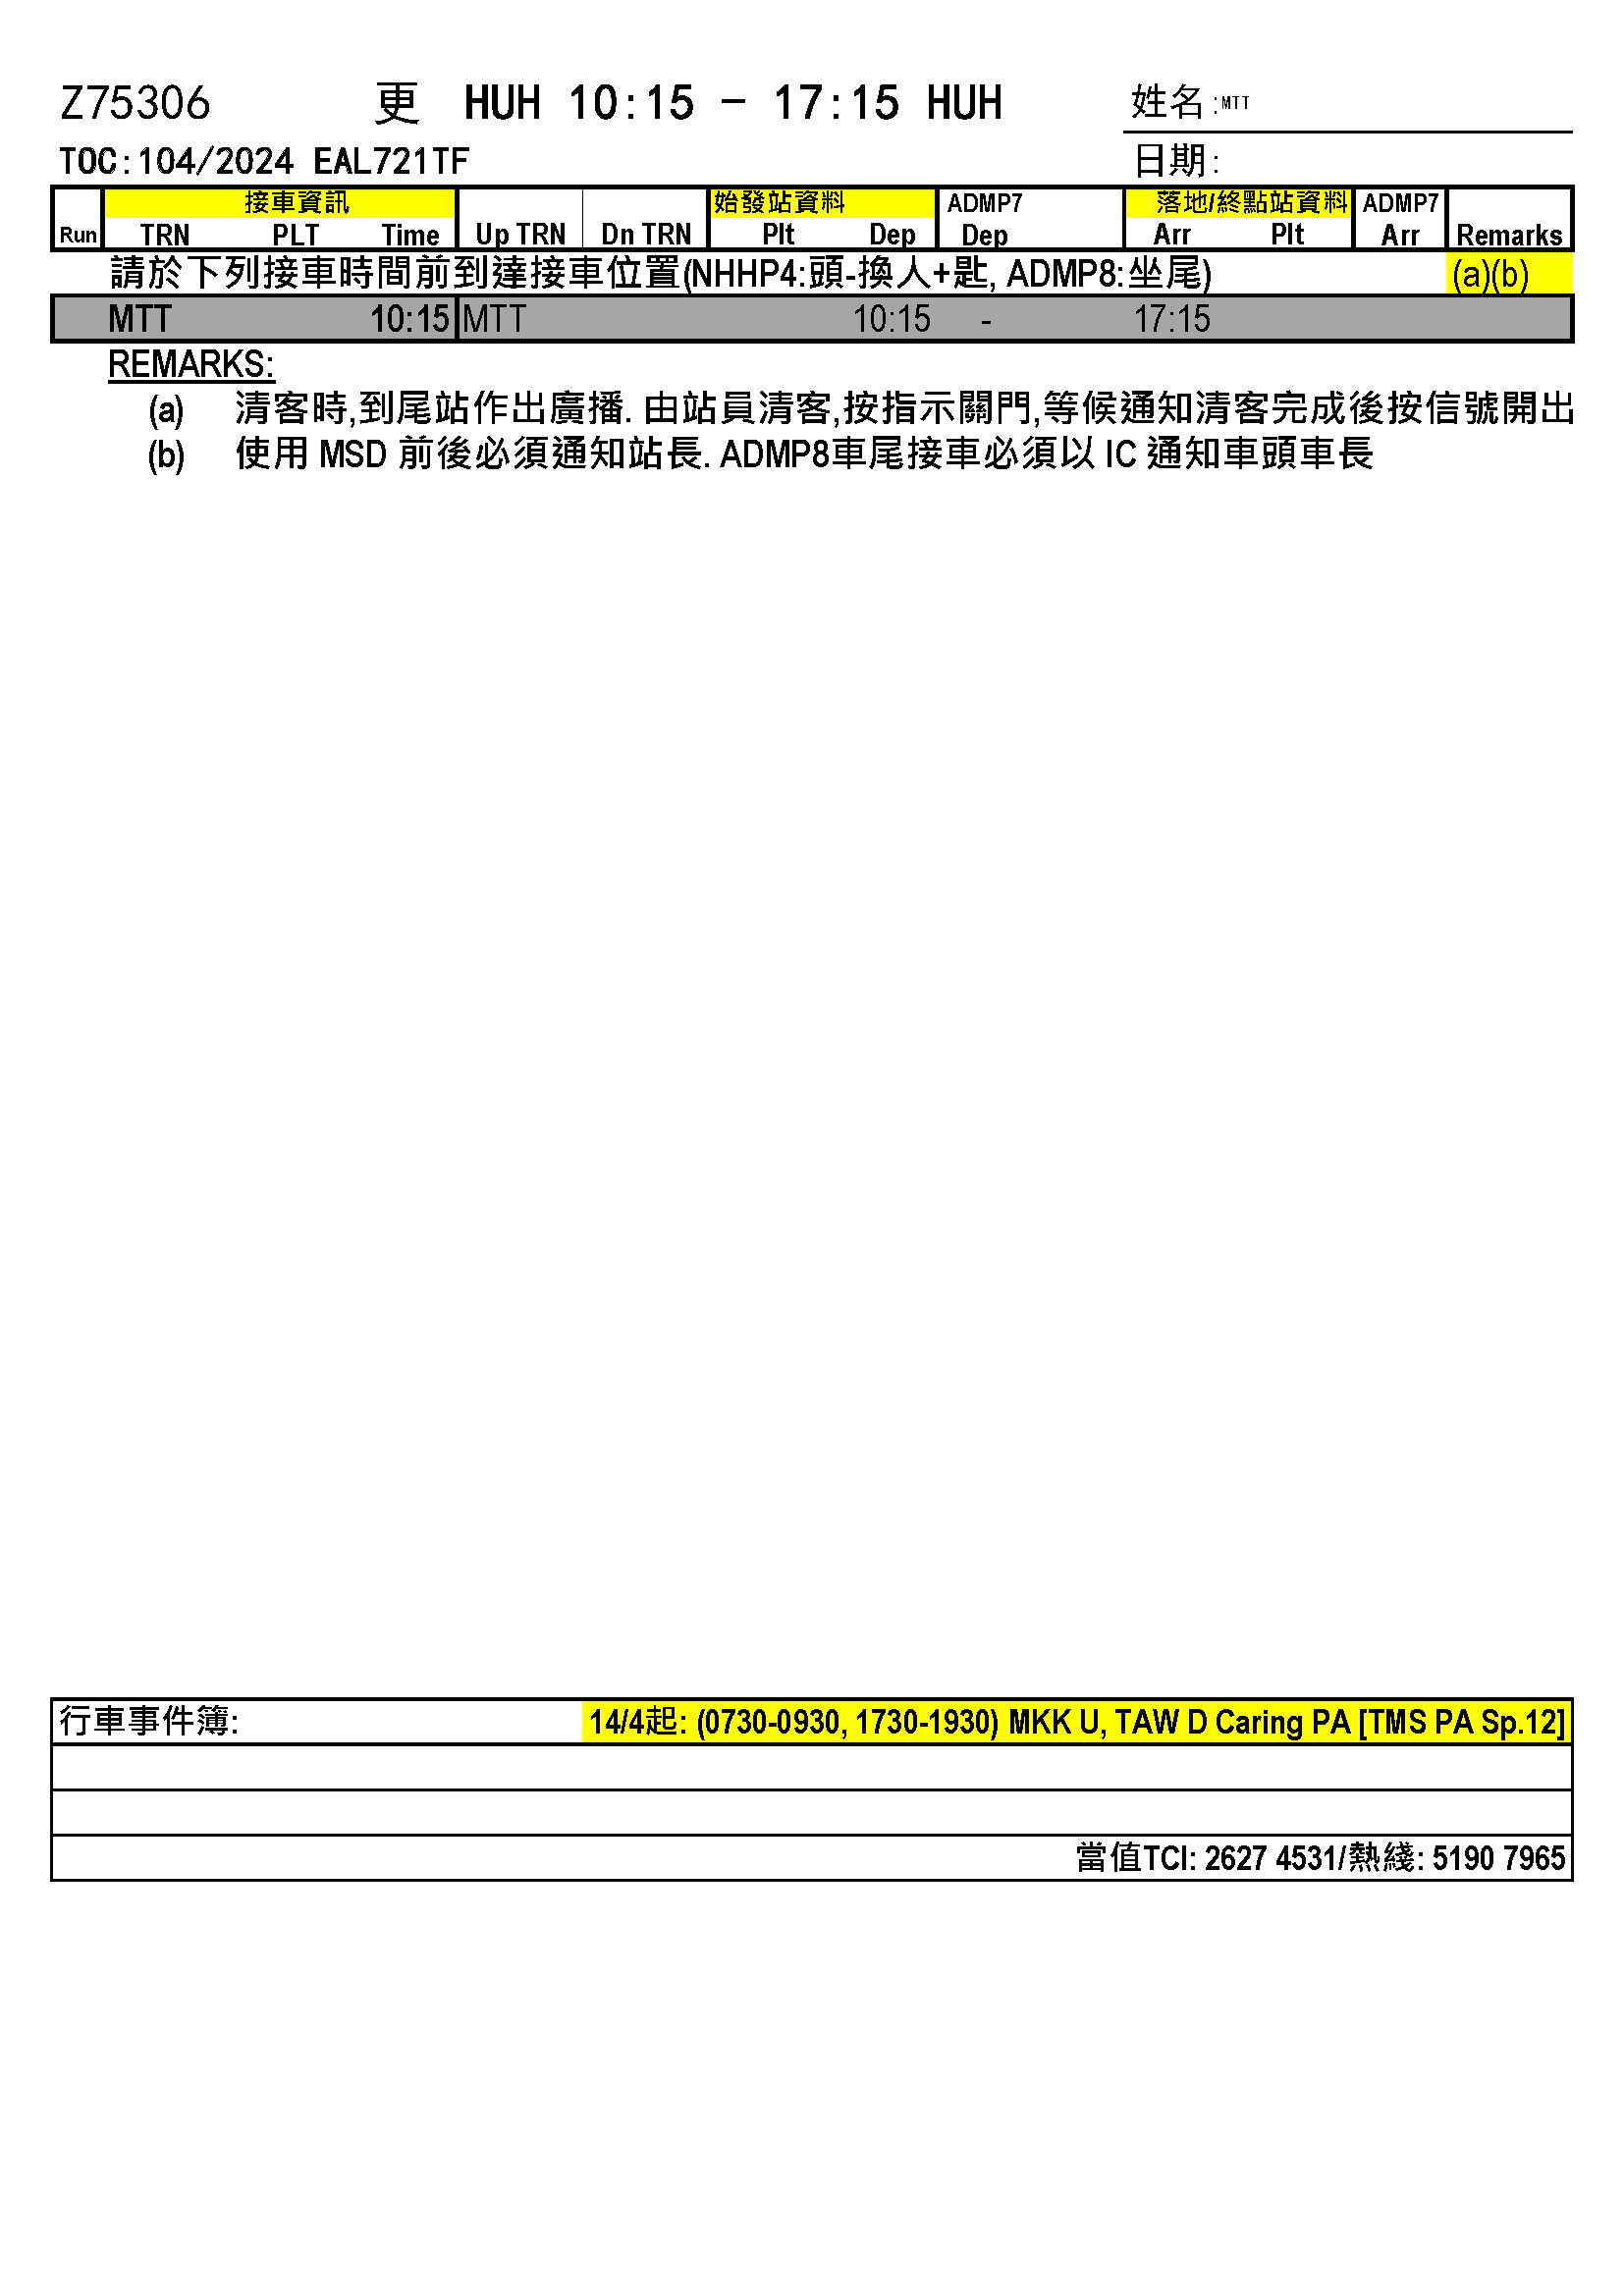 Z75306 更 HUH 10:15 - 17:15 HUH 姓名:MTT
TOC:104/2024 EAL721TF 日期:
接車資訊 始發站資料 ADMP7 落地/終點站資料 ADMP7
Run TRN PLT Time Up TRN Dn TRN Plt Dep Dep Arr Plt Arr Remarks
請於下列接車時間前到達接車位置(NHHP4:頭-換人+匙, ADMP8:坐尾) (a)(b)
MTT 10:15 MTT 10:15 - 17:15
REMARKS:
(a) 清客時,到尾站作出廣播. 由站員清客,按指示關門,等候通知清客完成後按信號開出
(b) 使用 MSD 前後必須通知站長. ADMP8車尾接車必須以 IC 通知車頭車長
行車事件簿: 14/4起: (0730-0930, 1730-1930) MKK U, TAW D Caring PA [TMS PA Sp.12]
當值TCI: 2627 4531/熱綫: 5190 7965